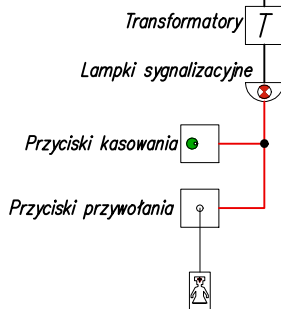 Transformatory T
Lampki sygnalizacyjne
Przyciski kasowania
Przyciski przywołania